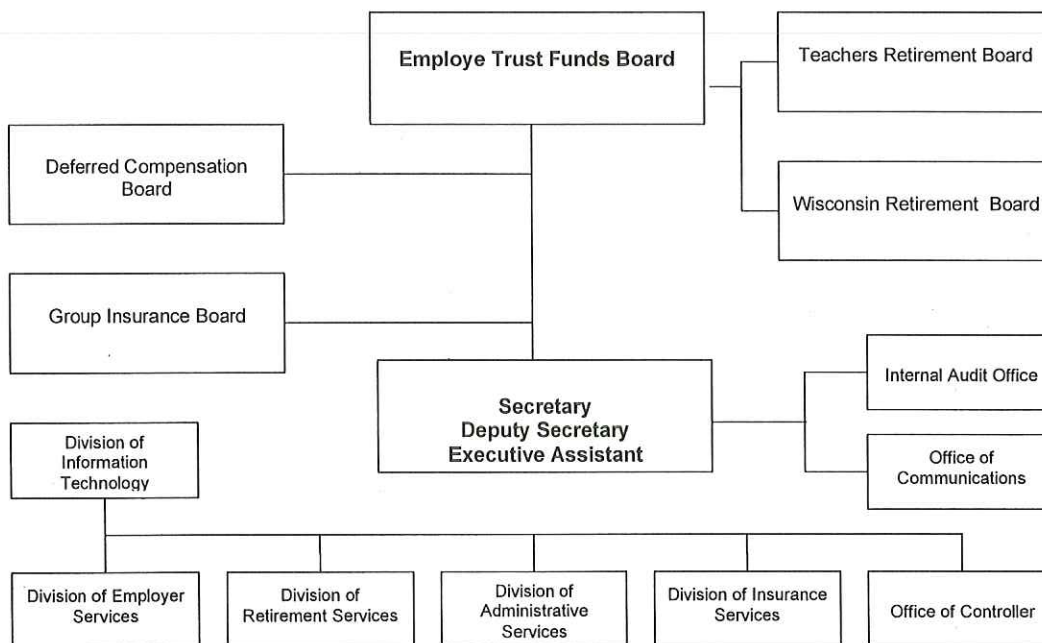 Employe Trust Funds Board
Teachers Retirement Board
Deferred Compensation
Board
Wisconsin Retirement Board
Group Insurance Board
Secretary
Deputy Secretary
Executive Assistant
Internal Audit Office
Office of
Communications
Division of
Information
Technology
Division of Employer
Services
Division of
Retirement Services
Division of
Administrative
Services
Division of Insurance
Services
Office of Controller